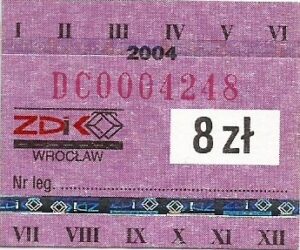 I II III IV V VI
2004
DC0004248
ZDiK
WROCŁAW
8 zł
Nr leg.
VII VIII IX X XI XII